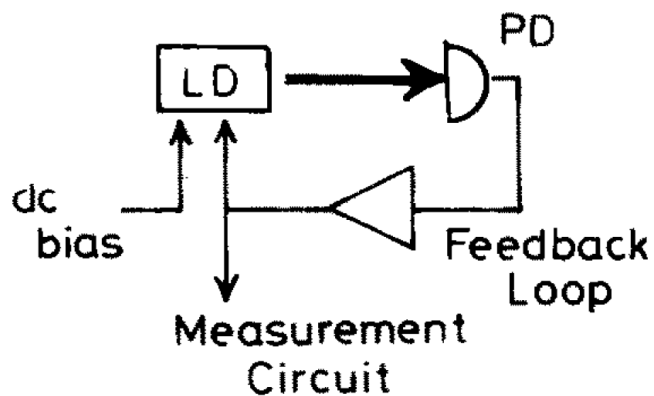 PD
LD
dc
bias
Feedback
Loop
Measurement
Circuit